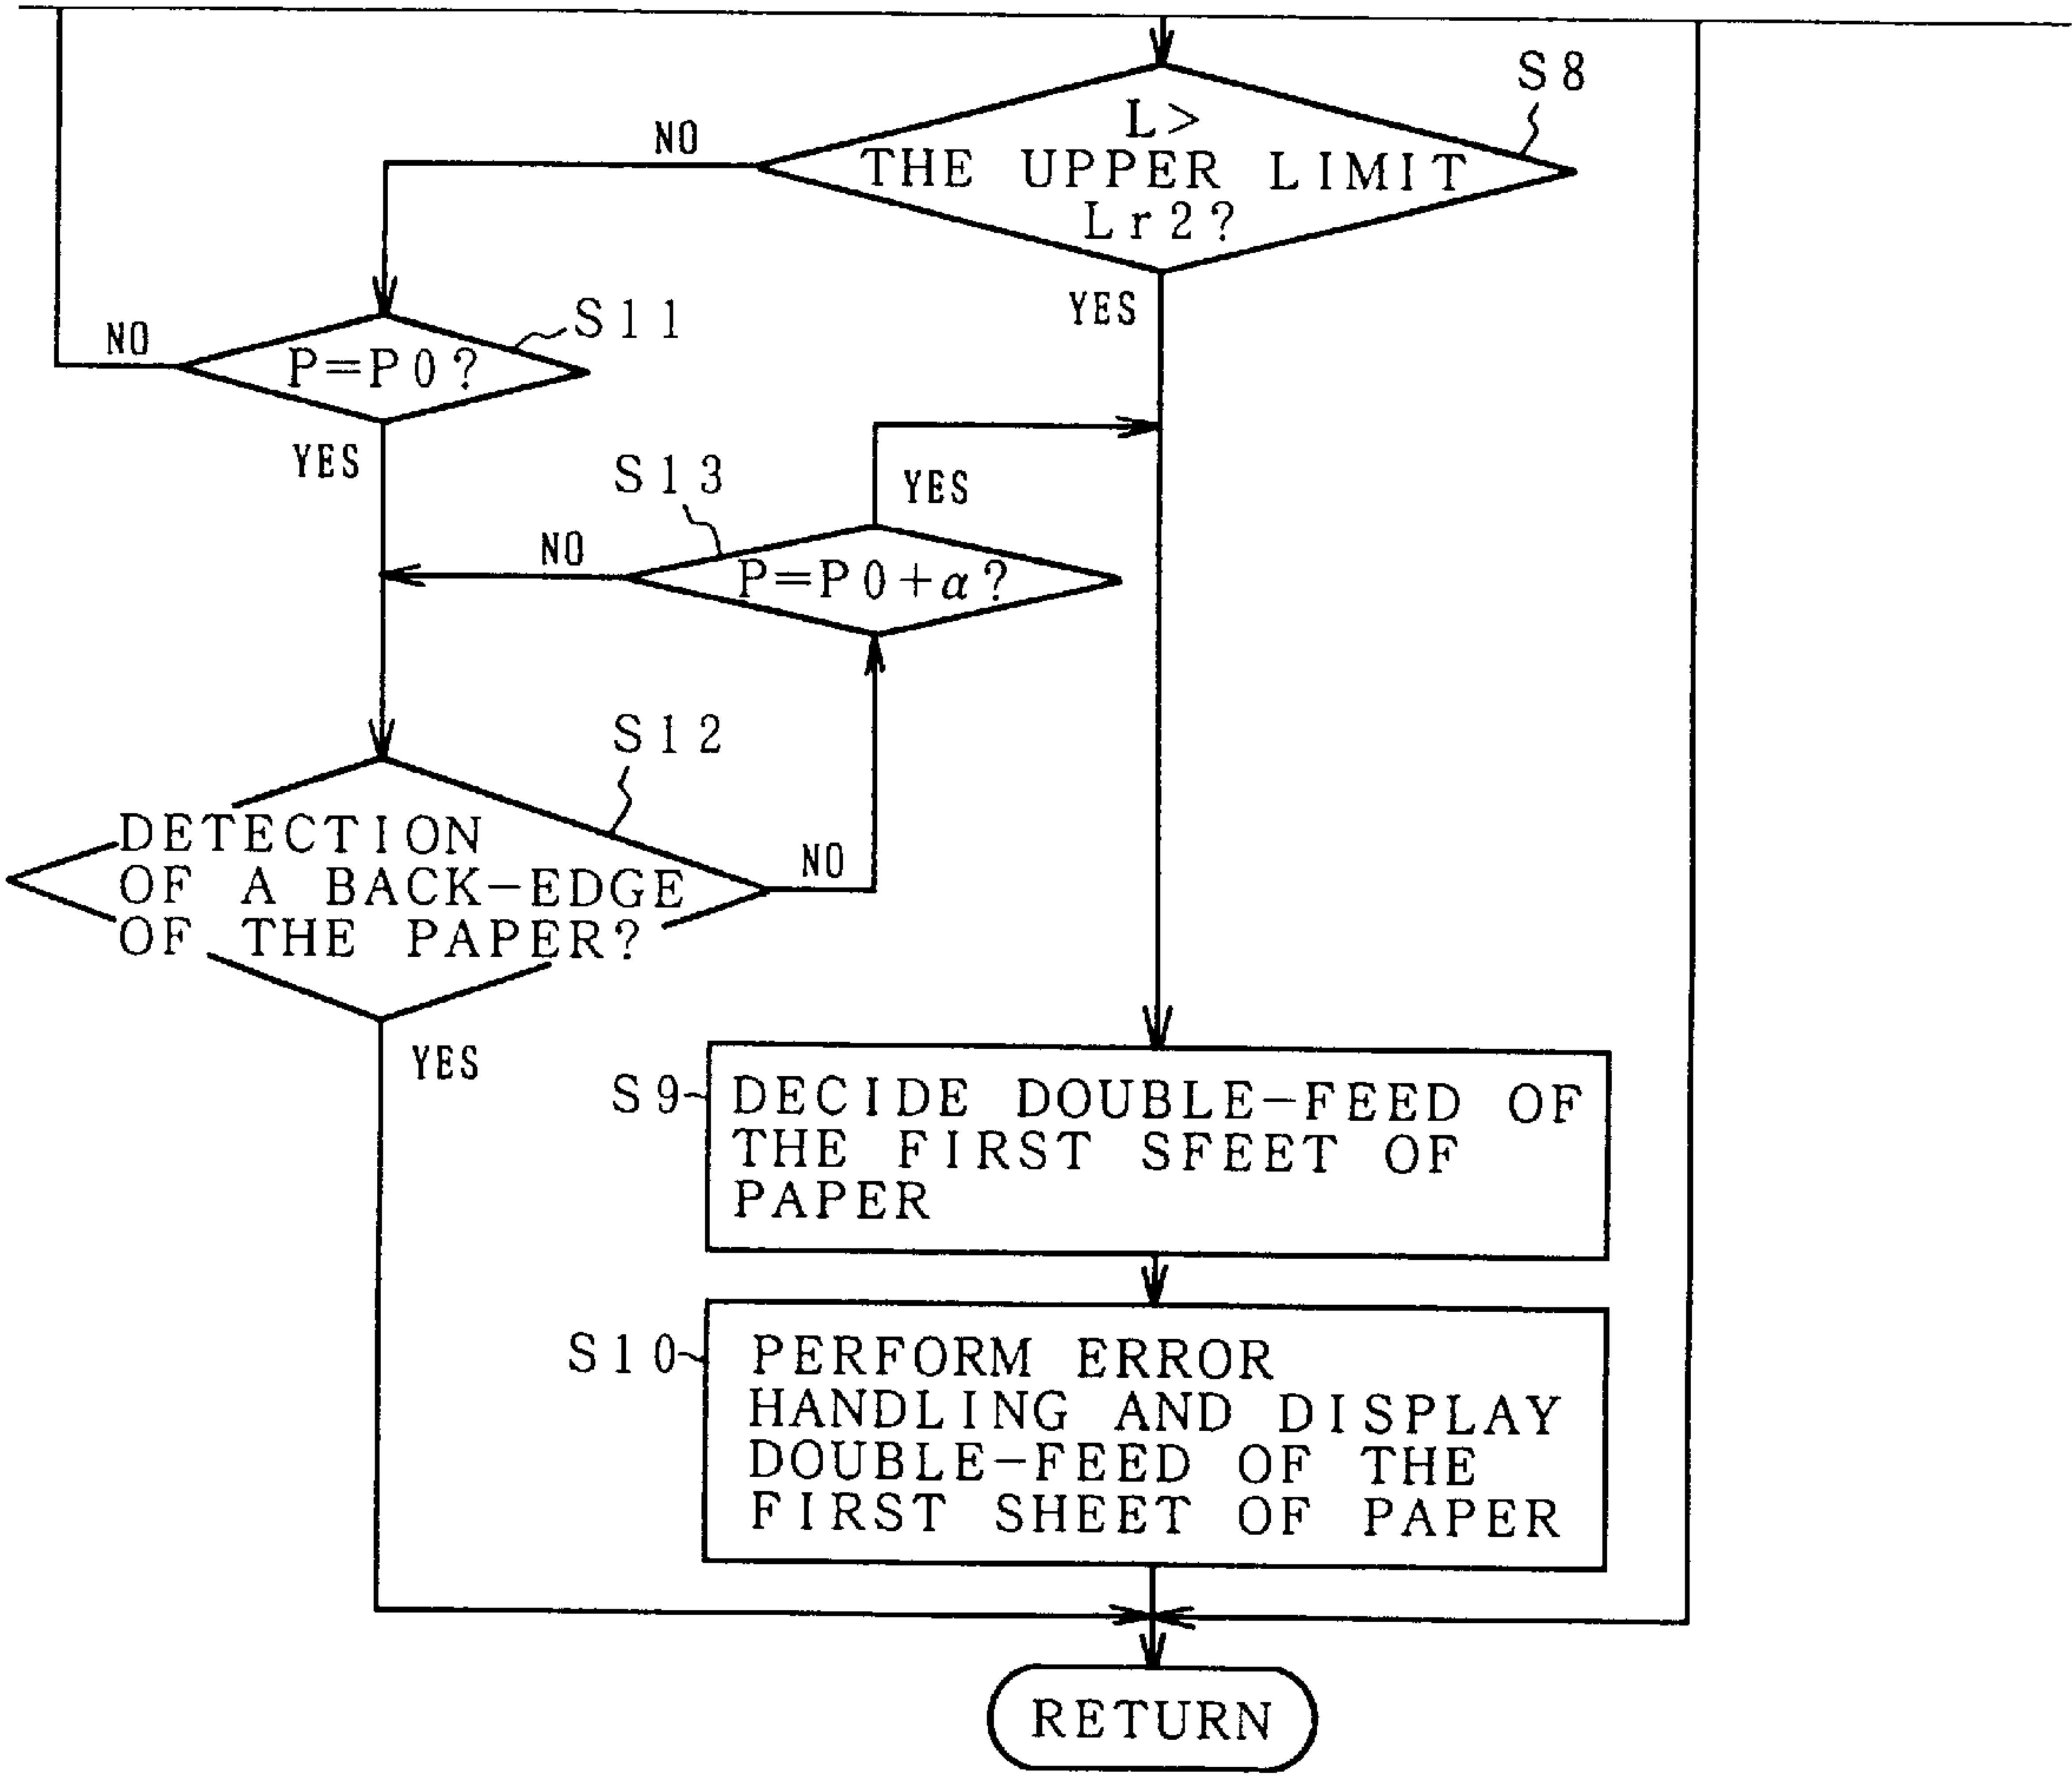 S8
L>
THE UPPER LIMIT
Lr2?
NO
YES
S11
P=P0?
NO
YES
S13
P=P0+α?
YES
NO
S12
DETECTION
OF A BACK-EDGE
OF THE PAPER?
NO
YES
S9
DECIDE DOUBLE-FEED OF
THE FIRST SFEET OF
PAPER
S10
PERFORM ERROR
HANDLING AND DISPLAY
DOUBLE-FEED OF THE
FIRST SHEET OF PAPER
RETURN